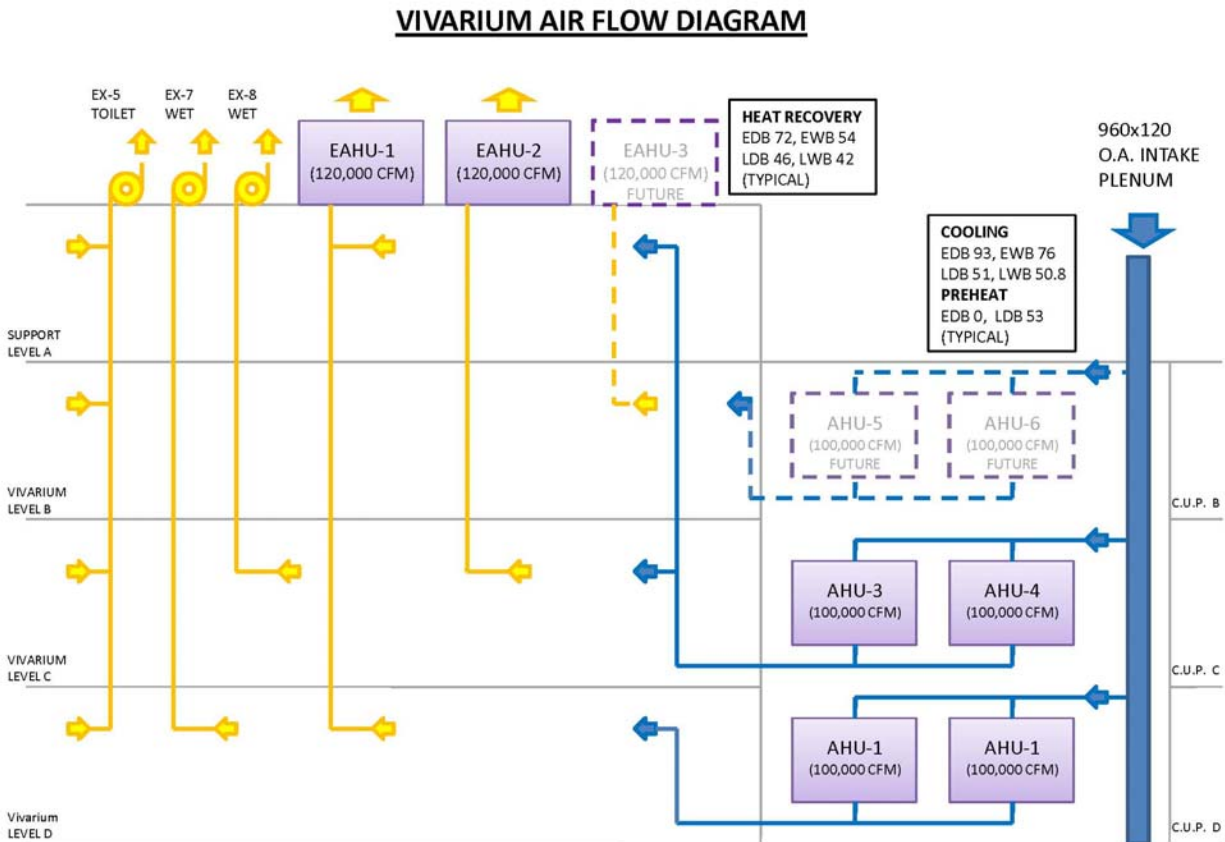 VIVARIUM AIR FLOW DIAGRAM
EX-5
TOILET
EX-7
WET
EX-8
WET
EAHU-1
(120,000 CFM)
EAHU-2
(120,000 CFM)
EAHU-3
(120,000 CFM)
FUTURE
HEAT RECOVERY
EDB 72, EWB 54
LDB 46, LWB 42
(TYPICAL)
960x120
O.A. INTAKE
PLENUM
COOLING
EDB 93, EWB 76
LDB 51, LWB 50.8
PREHEAT
EDB 0, LDB 53
(TYPICAL)
SUPPORT
LEVEL A
AHU-5
(100,000 CFM)
FUTURE
AHU-6
(100,000 CFM)
FUTURE
VIVARIUM
LEVEL B
C.U.P. B
AHU-3
(100,000 CFM)
AHU-4
(100,000 CFM)
VIVARIUM
LEVEL C
C.U.P. C
AHU-1
(100,000 CFM)
AHU-1
(100,000 CFM)
Vivarium
LEVEL D
C.U.P. D